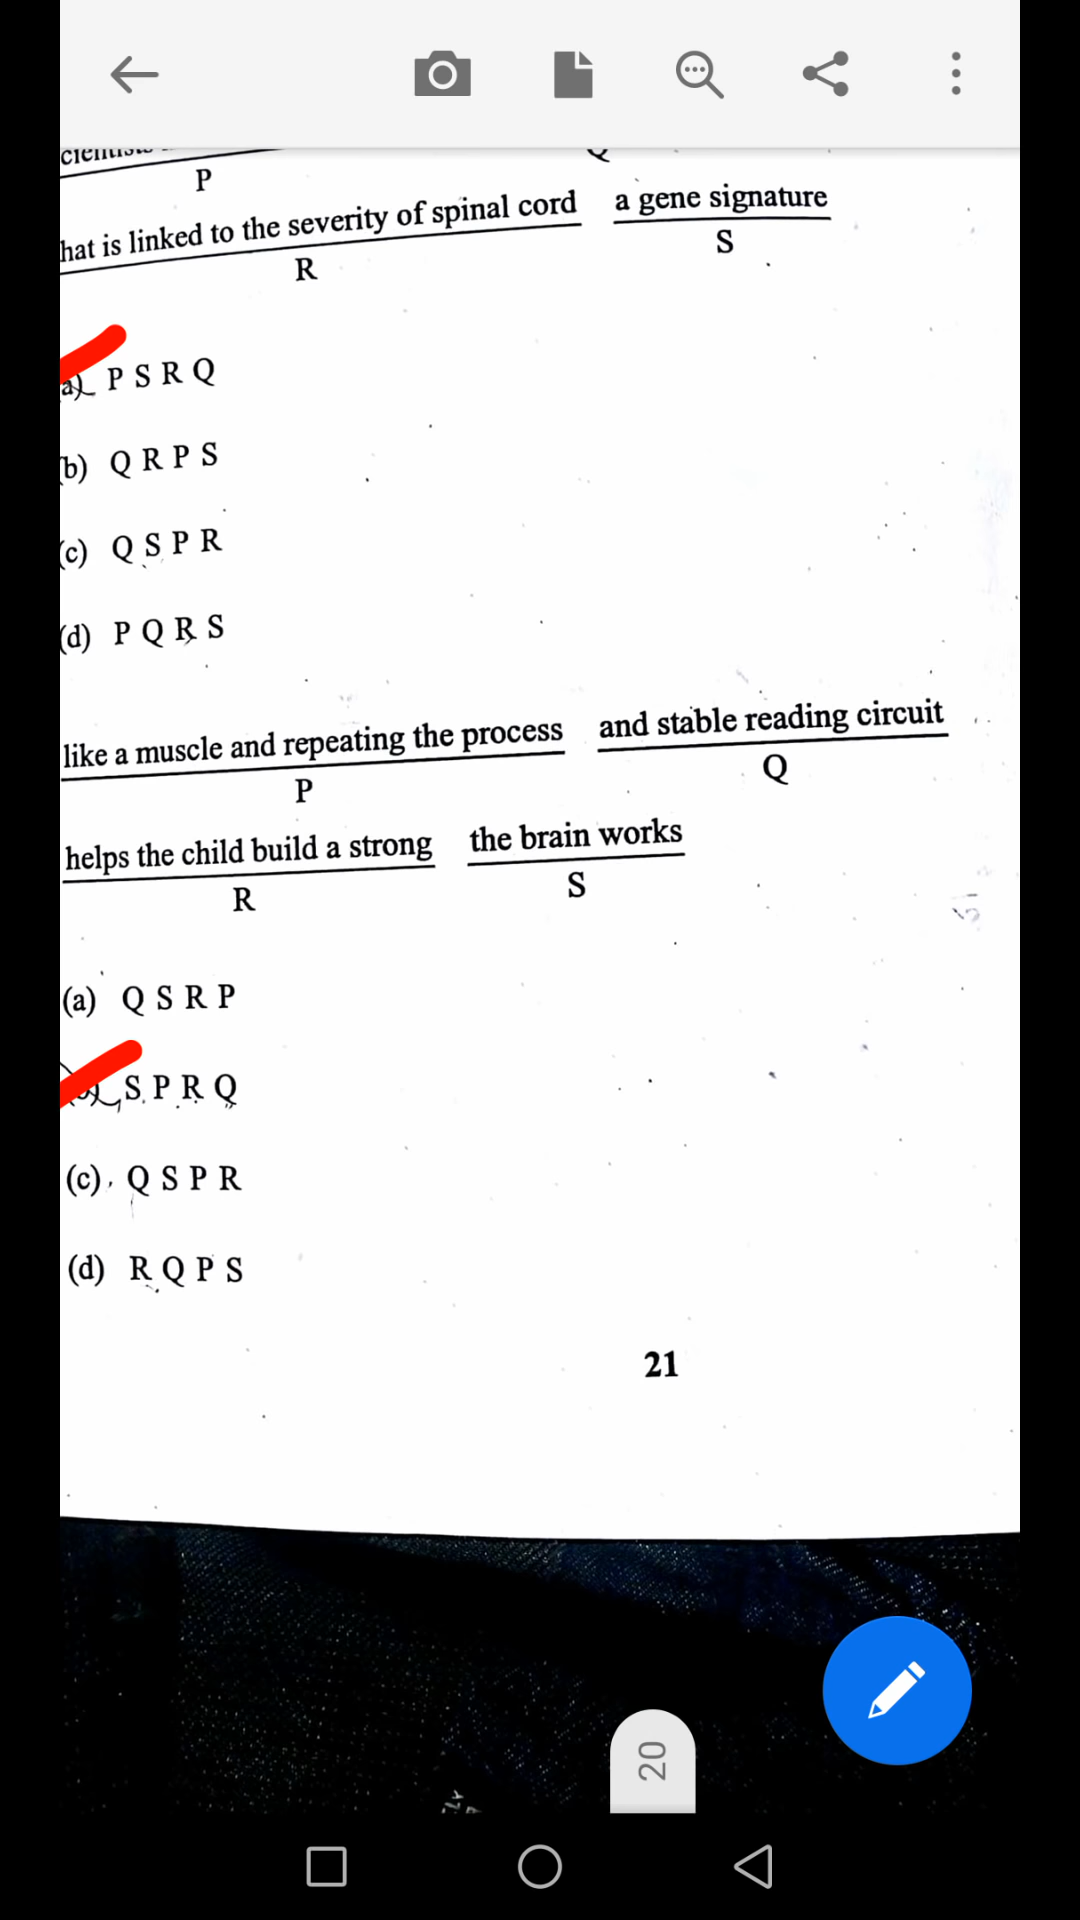 P
hat is linked to the severity of spinal cord a gene signature
R S
a) P S R Q
(b) Q R P S
(c) Q S P R
(d) P Q R S
like a muscle and repeating the process and stable reading circuit
P Q
helps the child build a strong the brain works
R S
(a) Q S R P
S P R Q
(c) Q S P R
(d) R Q P S
21
20